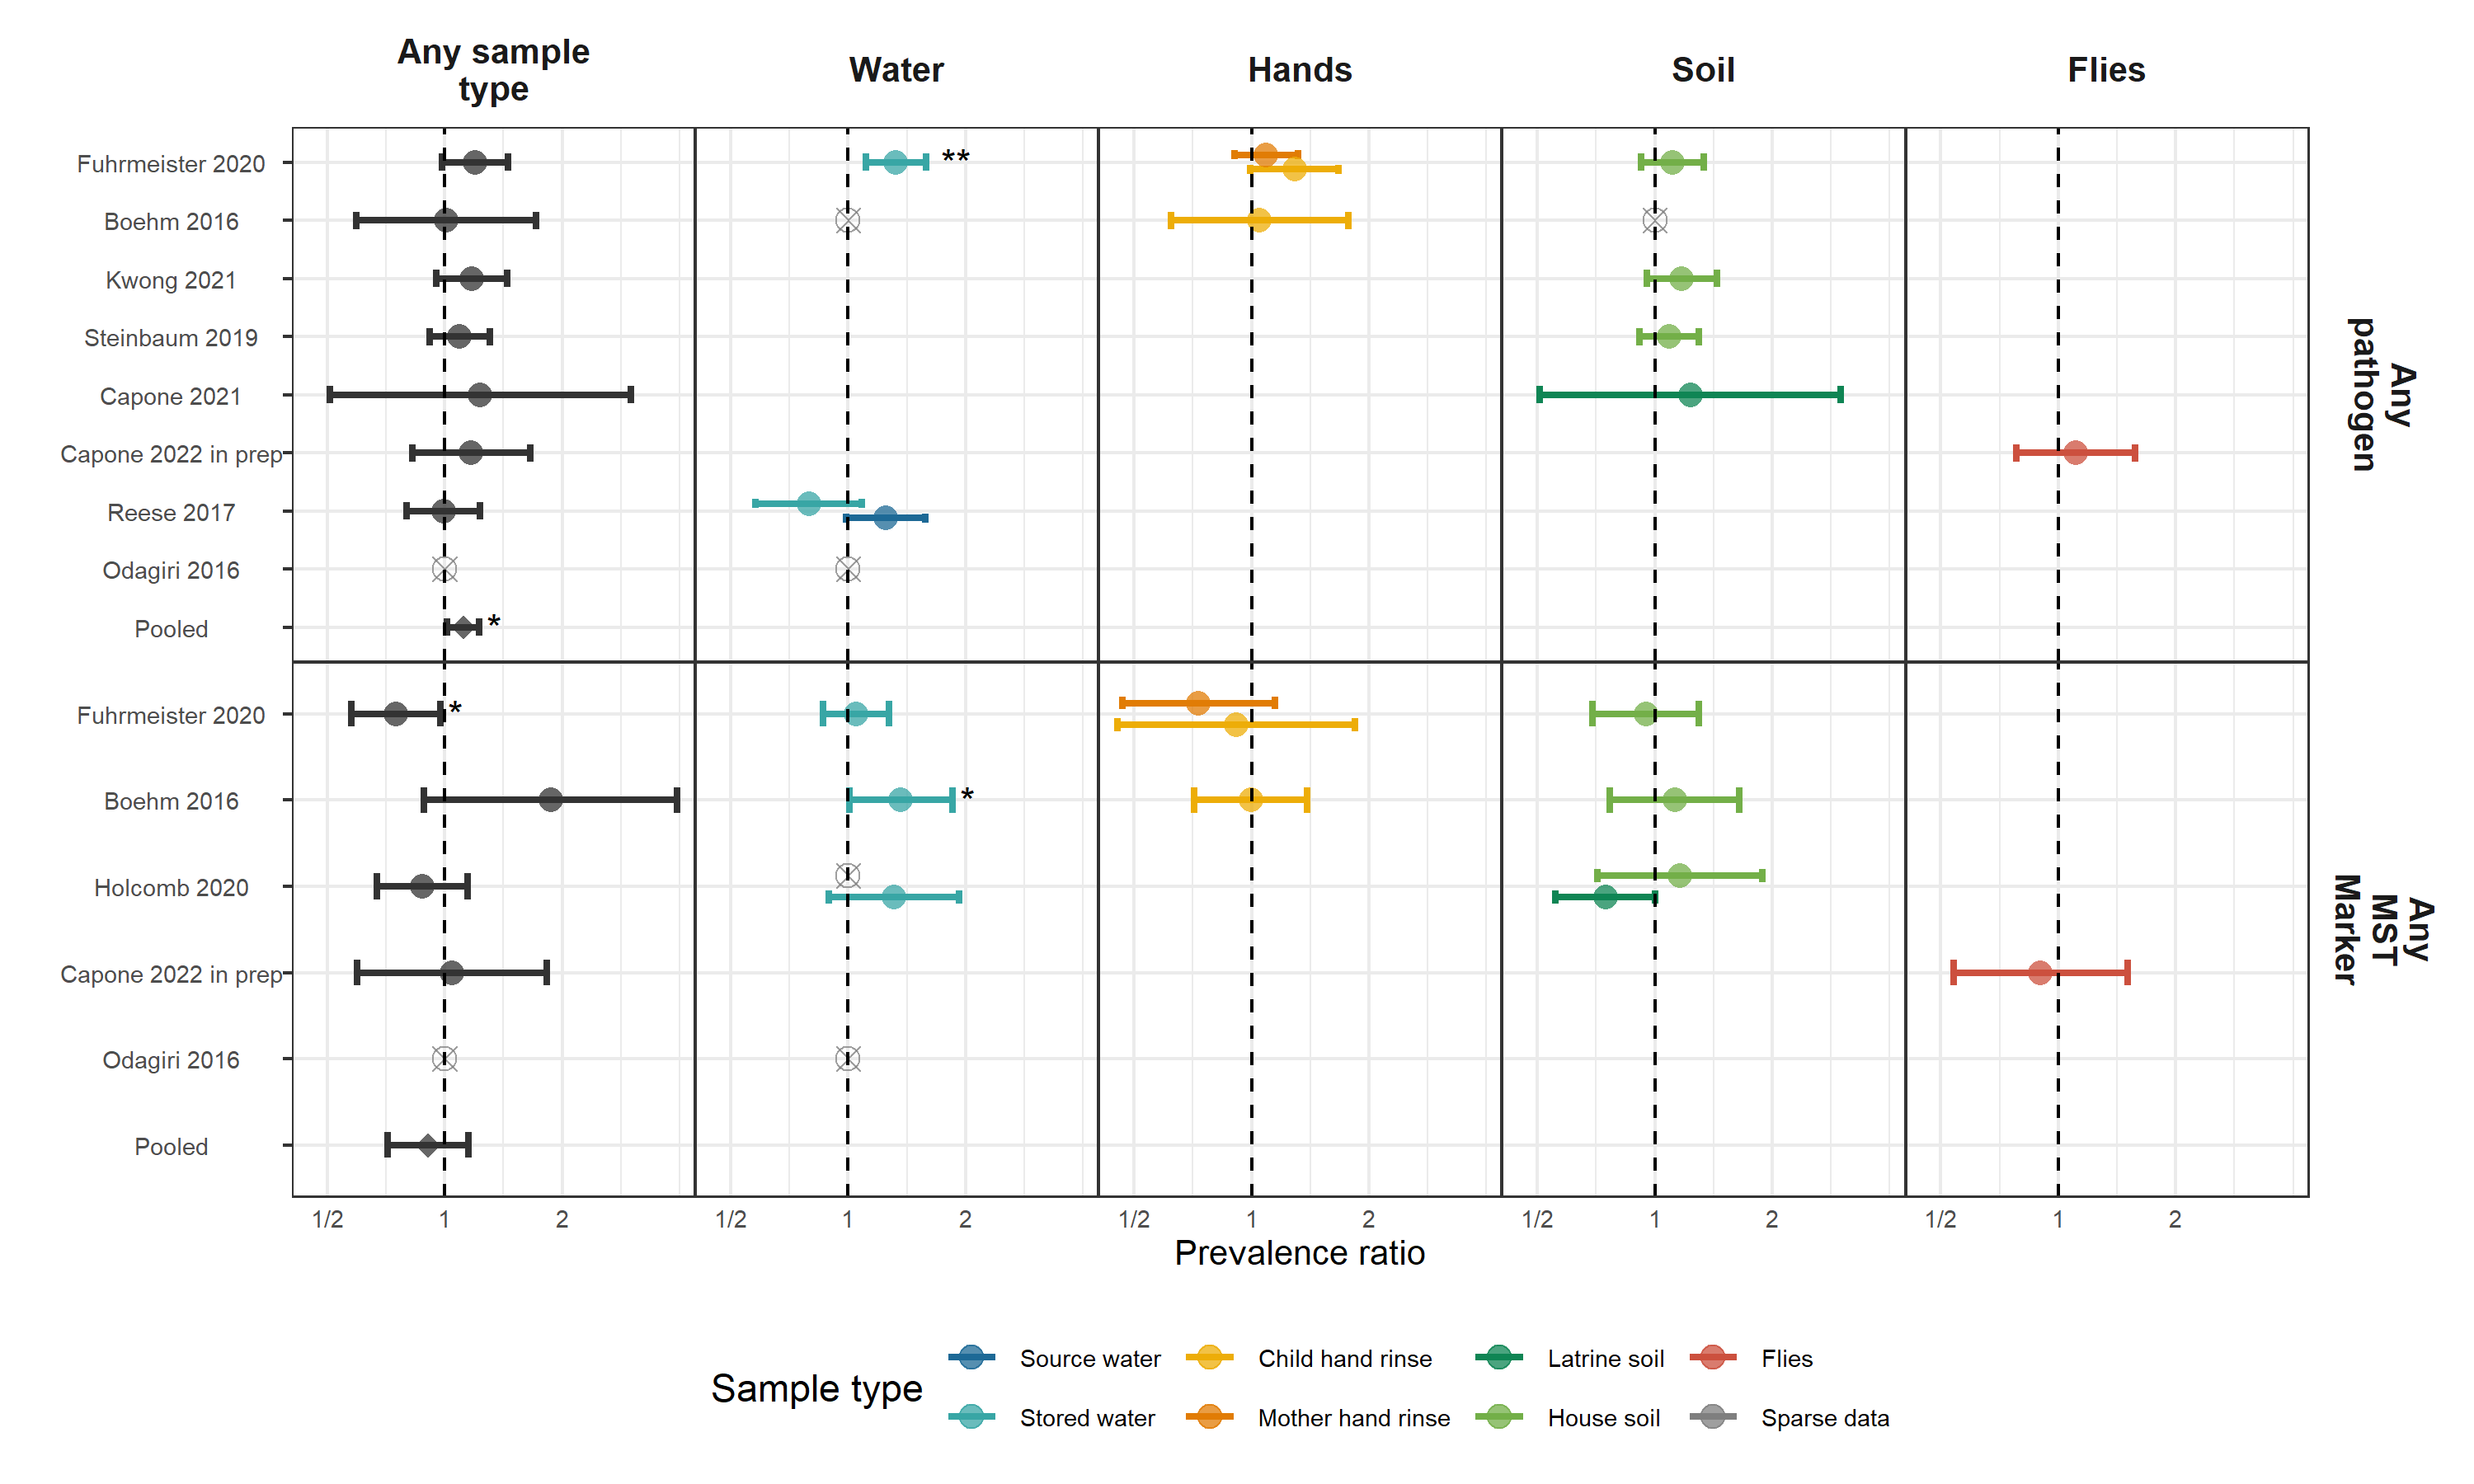 Any sample
type
Water
Hands
Soil
Flies
Fuhrmeister 2020
**
Boehm 2016
Kwong 2021
Steinbaum 2019
Capone 2021
Capone 2022 in prep
Reese 2017
Odagiri 2016
Pooled
*
Any
pathogen
Fuhrmeister 2020
*
Boehm 2016
*
Holcomb 2020
Capone 2022 in prep
Odagiri 2016
Pooled
Any
MST
Marker
1/2 1 2
1/2 1 2
1/2 1 2
1/2 1 2
1/2 1 2
Prevalence ratio
Sample type
Source water
Child hand rinse
Latrine soil
Flies
Stored water
Mother hand rinse
House soil
Sparse data